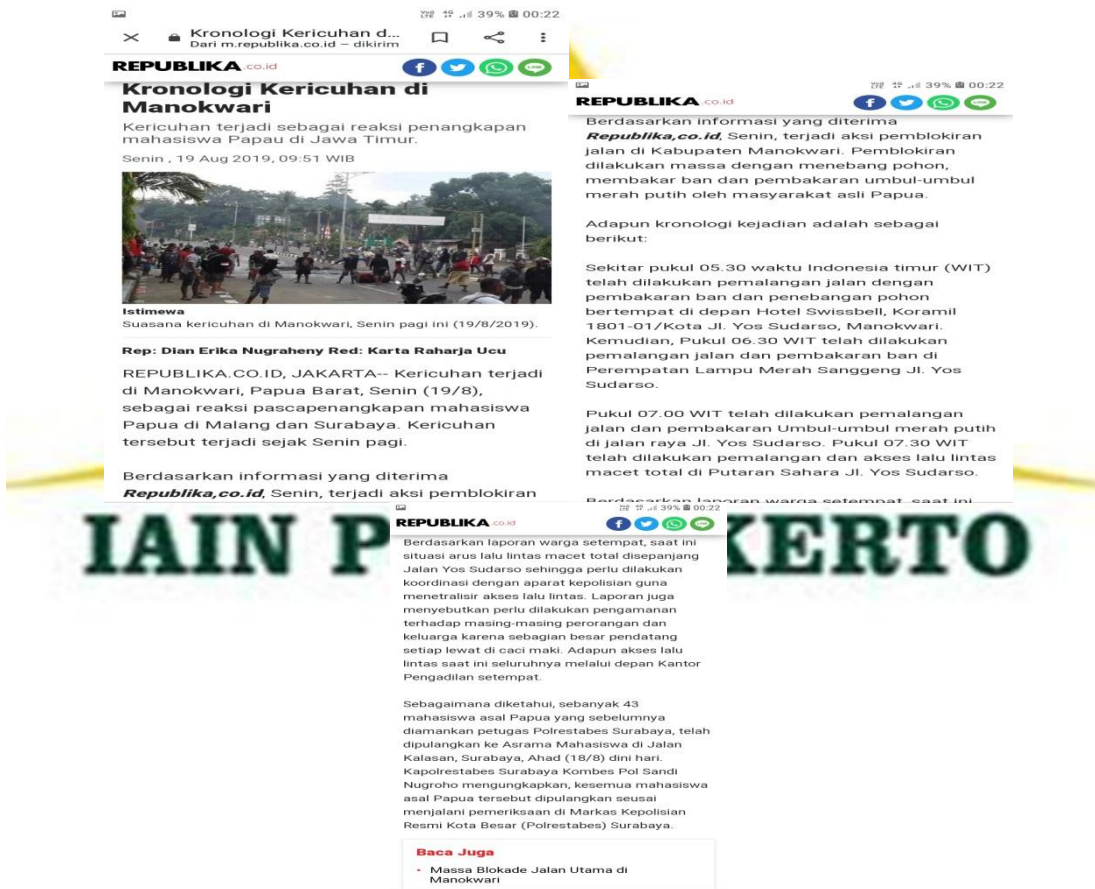 VoD LTE 4G 39% 00:22
Kronologi Kericuhan d...
Dari m.republika.co.id — dikirim
REPUBLIKA.co.id
Kronologi Kericuhan di
Manokwari
Kericuhan terjadi sebagai reaksi penangkapan
mahasiswa Papau di Jawa Timur.
Senin , 19 Aug 2019, 09:51 WIB
Istimewa
Suasana kericuhan di Manokwari, Senin pagi ini (19/8/2019).
Rep: Dian Erika Nugraheny Red: Karta Raharja Ucu
REPUBLIKA.CO.ID, JAKARTA-- Kericuhan terjadi
di Manokwari, Papua Barat, Senin (19/8),
sebagai reaksi pascapenangkapan mahasiswa
Papua di Malang dan Surabaya. Kericuhan
tersebut terjadi sejak Senin pagi.
Berdasarkan informasi yang diterima
Republika,co.id, Senin, terjadi aksi pemblokiran
39% 00:22
REPUBLIKA.co.id
Berdasarkan informasi yang diterima
Republika,co.id, Senin, terjadi aksi pemblokiran
jalan di Kabupaten Manokwari. Pemblokiran
dilakukan massa dengan menebang pohon,
membakar ban dan pembakaran umbul-umbul
merah putih oleh masyarakat asli Papua.
Adapun kronologi kejadian adalah sebagai
berikut:
Sekitar pukul 05.30 waktu Indonesia timur (WIT)
telah dilakukan pemalangan jalan dengan
pembakaran ban dan penebangan pohon
bertempat di depan Hotel Swissbell, Koramil
1801-01/Kota Jl. Yos Sudarso, Manokwari.
Kemudian, Pukul 06.30 WIT telah dilakukan
pemalangan jalan dan pembakaran ban di
Perempatan Lampu Merah Sanggeng Jl. Yos
Sudarso.
Pukul 07.00 WIT telah dilakukan pemalangan
jalan dan pembakaran Umbul-umbul merah putih
di jalan raya Jl. Yos Sudarso. Pukul 07.30 WIT
telah dilakukan pemalangan dan akses lalu lintas
macet total di Putaran Sahara Jl. Yos Sudarso.
Berdasarkan laporan warga setempat, saat ini
39% 00:22
REPUBLIKA.co.id
Berdasarkan laporan warga setempat, saat ini
situasi arus lalu lintas macet total disepanjang
Jalan Yos Sudarso sehingga perlu dilakukan
koordinasi dengan aparat kepolisian guna
menetralisir akses lalu lintas. Laporan juga
menyebutkan perlu dilakukan pengamanan
terhadap masing-masing perorangan dan
keluarga karena sebagian besar pendatang
setiap lewat di caci maki. Adapun akses lalu
lintas saat ini seluruhnya melalui depan Kantor
Pengadilan setempat.
Sebagaimana diketahui, sebanyak 43
mahasiswa asal Papua yang sebelumnya
diamankan petugas Polrestabes Surabaya, telah
dipulangkan ke Asrama Mahasiswa di Jalan
Kalasan, Surabaya, Ahad (18/8) dini hari.
Kapolrestabes Surabaya Kombes Pol Sandi
Nugroho mengungkapkan, kesemua mahasiswa
asal Papua tersebut dipulangkan seusai
menjalani pemeriksaan di Markas Kepolisian
Resmi Kota Besar (Polrestabes) Surabaya.
Baca Juga
- Massa Blokade Jalan Utama di
Manokwari
IAIN P KERTO